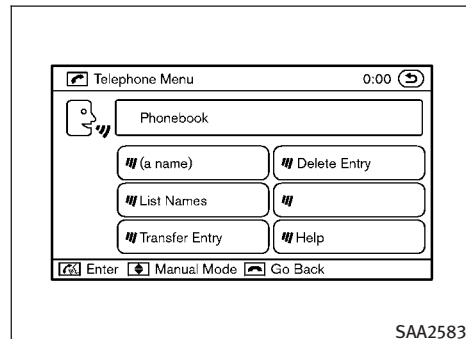 Telephone Menu 0:00
Phonebook
(a name) Delete Entry
List Names
Transfer Entry Help
Enter Manual Mode Go Back
SAA2583